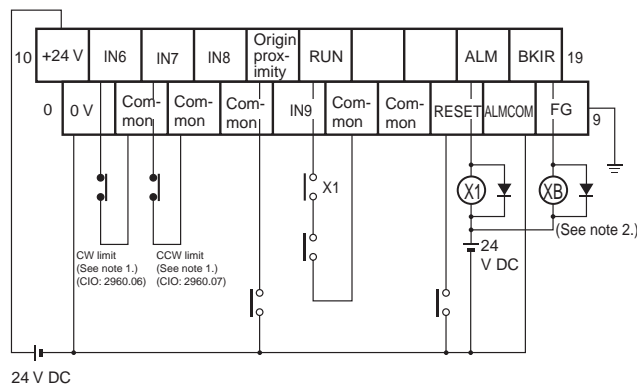 10 +24 V IN6 IN7 IN8 Origin prox- imity RUN ALM BKIR 19
0 0 V Com- mon Com- mon Com- mon IN9 Com- mon Com- mon RESET ALMCOM FG 9
X1
X1 XB
(See note 2.)
24
V DC
CW limit
(See note 1.)
(CIO: 2960.06)
CCW limit
(See note 1.)
(CIO: 2960.07)
24 V DC